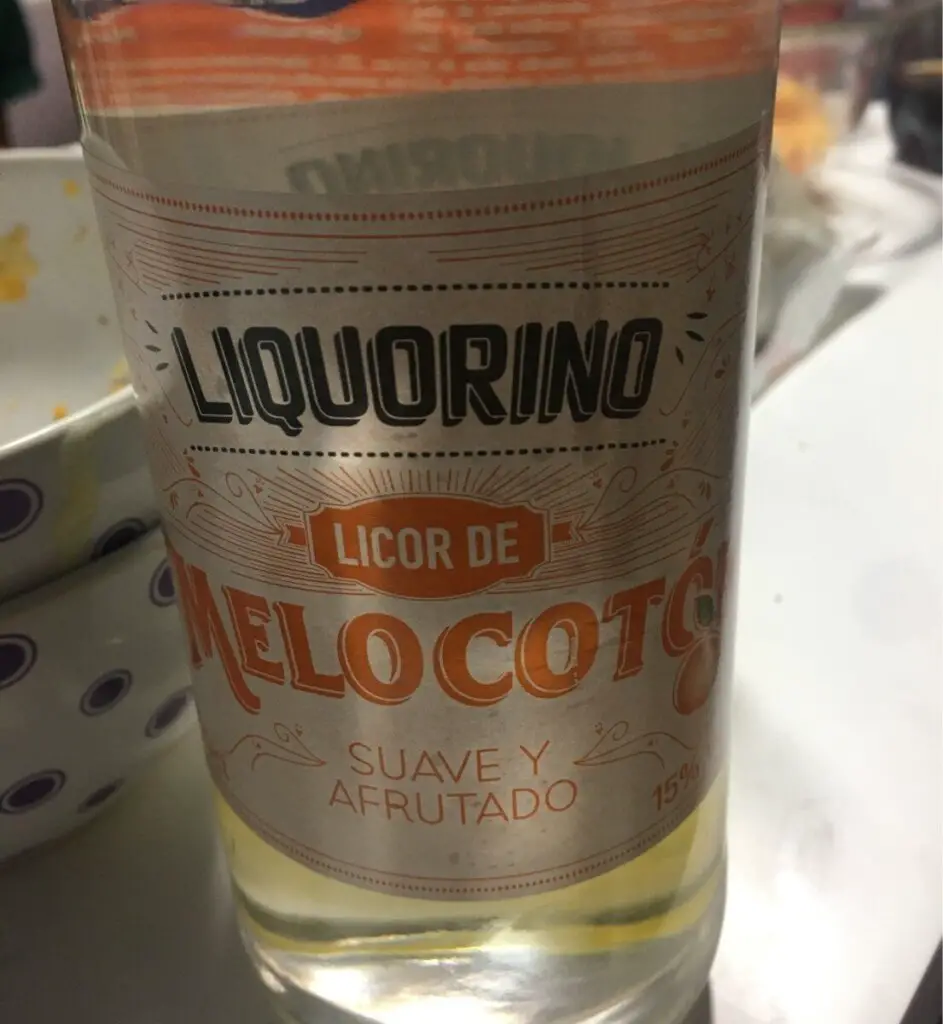 LIQUORINO
LICOR DE
MELOCOTÓ
SUAVE Y
AFRUTADO
15%